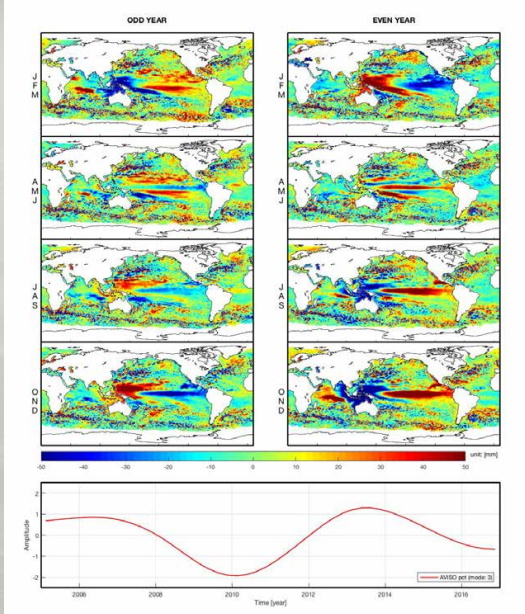 ODD YEAR
EVEN YEAR
J
F
M
J
F
M
A
M
J
A
M
J
J
A
S
J
A
S
O
N
D
O
N
D
unit: [mm]
-50 -40 -30 -20 -10 0 10 20 30 40 50
Amplitude
2
1
0
-1
-2
AVISO pct (mode: 3)
2006 2008 2010 2012 2014 2016
Time [year]